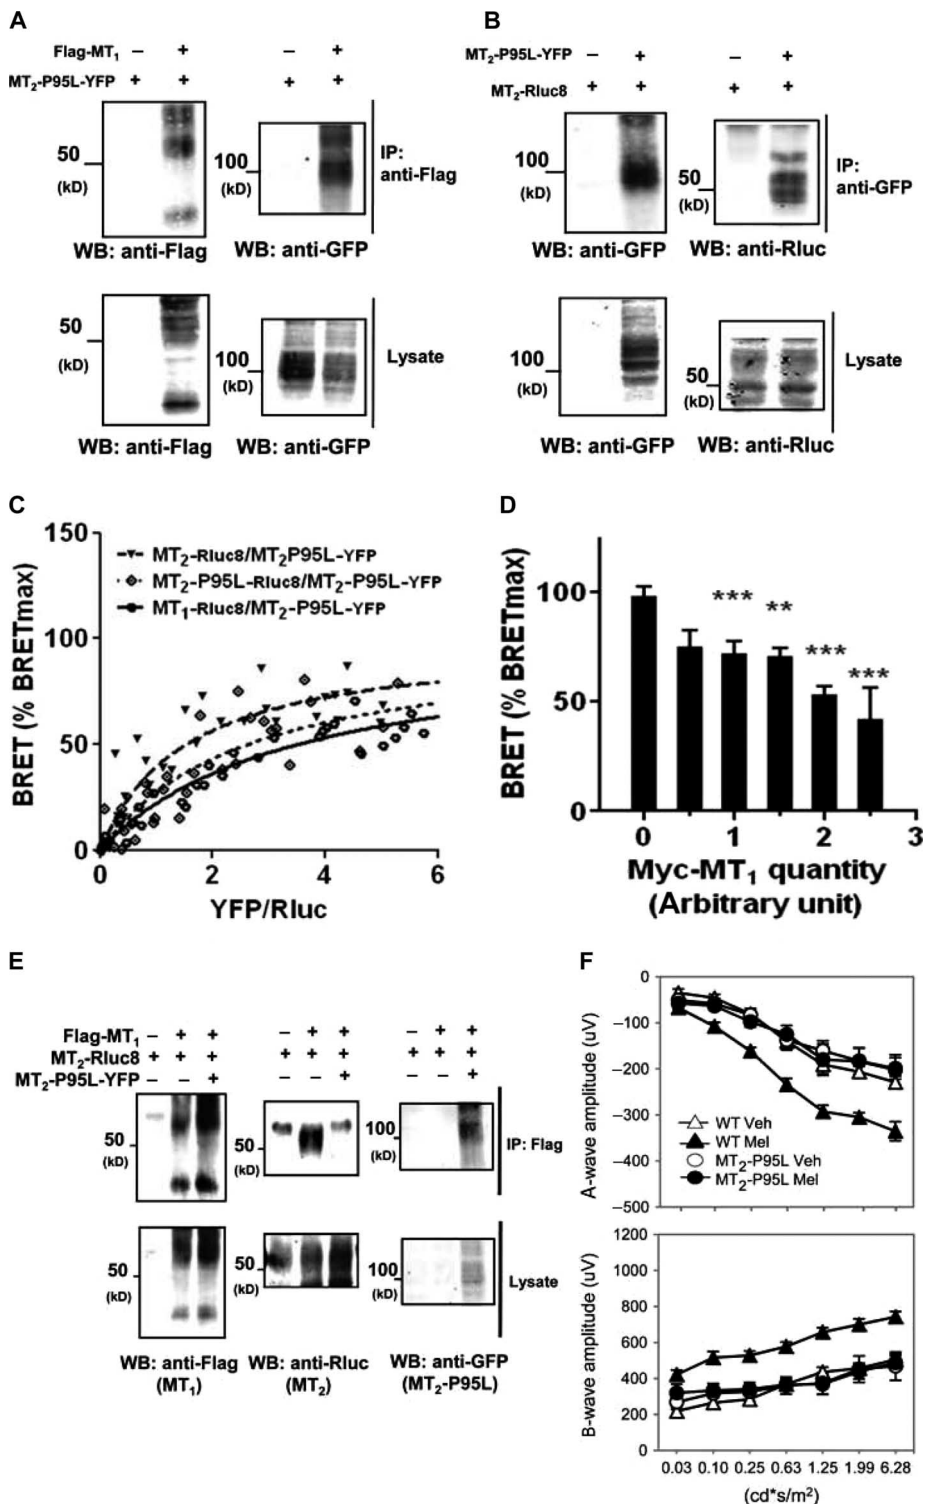 A
Flag-MT1 – + – +
MT2-P95L-YFP + + + +
50
(kD)
100
(kD)
IP:
anti-Flag
WB: anti-Flag WB: anti-GFP
50
(kD)
100
(kD)
Lysate
WB: anti-Flag WB: anti-GFP
B
MT2-P95L-YFP – + – +
MT2-Rluc8 + + + +
100
(kD)
50
(kD)
IP:
anti-GFP
WB: anti-GFP WB: anti-Rluc
100
(kD)
50
(kD)
Lysate
WB: anti-GFP WB: anti-Rluc
C
BRET (% BRETmax)
150
100
50
0
MT2-Rluc8/MT2P95L-YFP
MT2-P95L-Rluc8/MT2-P95L-YFP
MT1-Rluc8/MT2-P95L-YFP
0 2 4 6
YFP/Rluc
D
BRET (% BRETmax)
100
50
0
*** ** *** ***
0 1 2 3
Myc-MT1 quantity
(Arbitrary unit)
E
Flag-MT1 – + + – + + – + +
MT2-Rluc8 + + + + + + + + +
MT2-P95L-YFP – – + – – + – – +
50
(kD)
50
(kD)
100
(kD)
IP: Flag
50
(kD)
50
(kD)
100
(kD)
Lysate
WB: anti-Flag WB: anti-Rluc WB: anti-GFP
(MT1) (MT2) (MT2-P95L)
F
A-wave amplitude (uV)
0
–100
–200
–300
–400
–500
WT Veh
WT Mel
MT2-P95L Veh
MT2-P95L Mel
B-wave amplitude (uV)
1200
1000
800
600
400
200
0
0.03 0.10 0.25 0.63 1.25 1.99 6.28
(cd*s/m²)